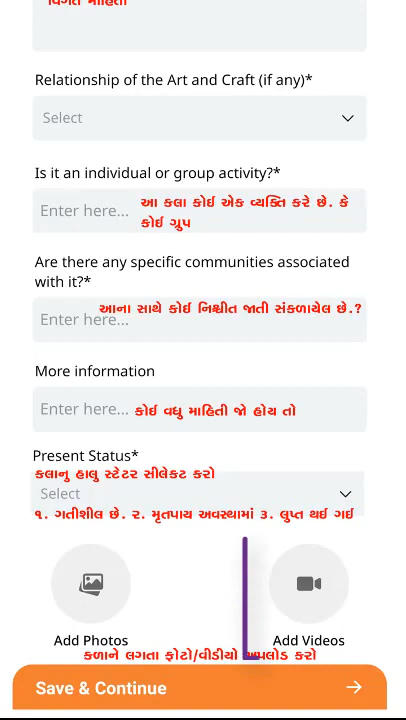 વિગત માહિતી
Relationship of the Art and Craft (if any)*
Select
Is it an individual or group activity?*
Enter here... આ કલા કોઈ એક વ્યક્તિ કરે છે. કે
કોઈ ગ્રુપ
Are there any specific communities associated
with it?*
આના સાથે કોઈ નિશ્ચીત જાતી સંકળાયેલ છે.?
Enter here...
More information
Enter here... કોઈ વધુ માહિતી જો હોય તો
Present Status*
કલાનુ હાલુ સ્ટેટર સીલેકટ કરો
Select
૧. ગતીશીલ છે. ૨. મૃતપાય અવસ્થામાં ૩. લુપ્ત થઈ ગઈ
Add Photos Add Videos
કળાને લગતા ફોટો/વીડીયો અપલોડ કરો
Save & Continue